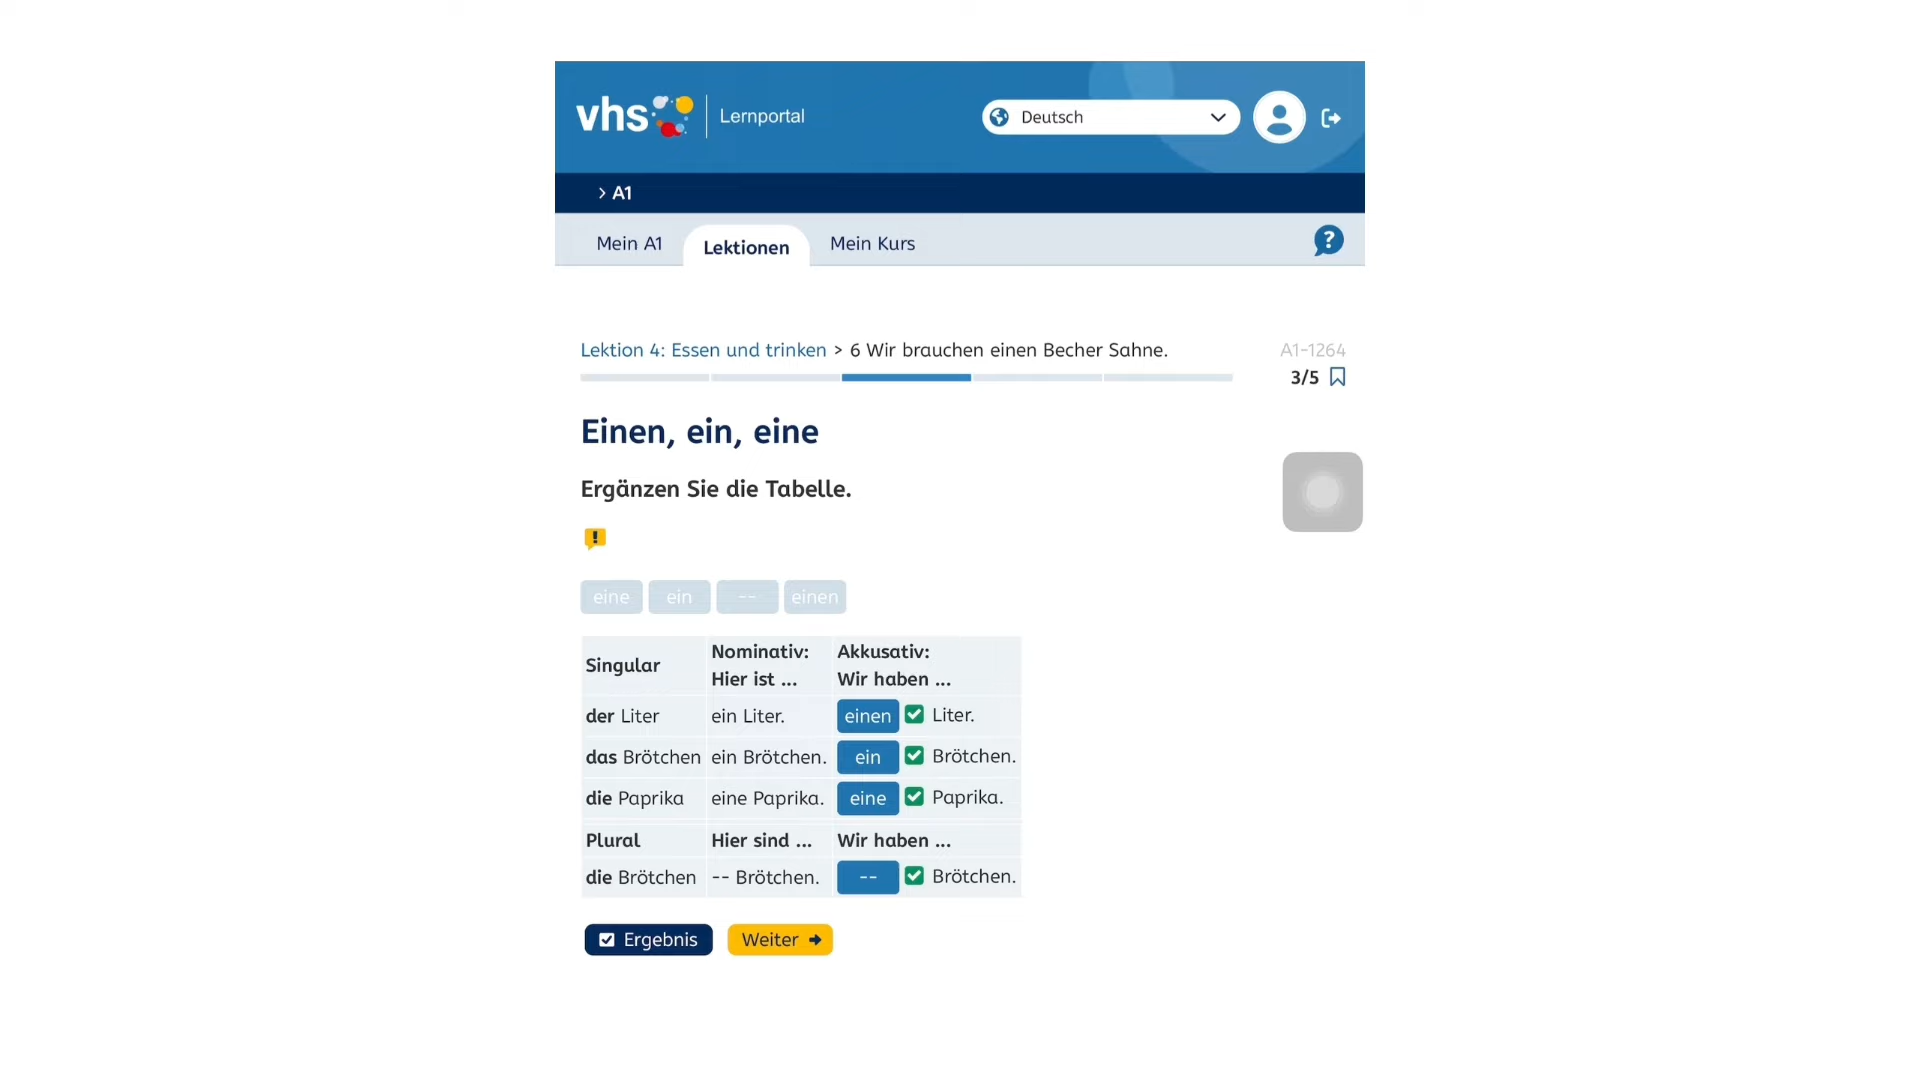 vhs Lernportal Deutsch
> A1
Mein A1 Lektionen Mein Kurs ?
Lektion 4: Essen und trinken > 6 Wir brauchen einen Becher Sahne. A1-1264
3/5
Einen, ein, eine
Ergänzen Sie die Tabelle.
!
eine ein -- einen
Singular Nominativ: Hier ist ... Akkusativ: Wir haben ...
der Liter ein Liter. einen Liter.
das Brötchen ein Brötchen. ein Brötchen.
die Paprika eine Paprika. eine Paprika.
Plural Hier sind ... Wir haben ...
die Brötchen -- Brötchen. -- Brötchen.
Ergebnis Weiter